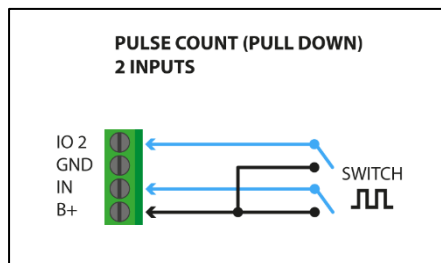 PULSE COUNT (PULL DOWN)
2 INPUTS
IO 2
GND
IN
B+
SWITCH